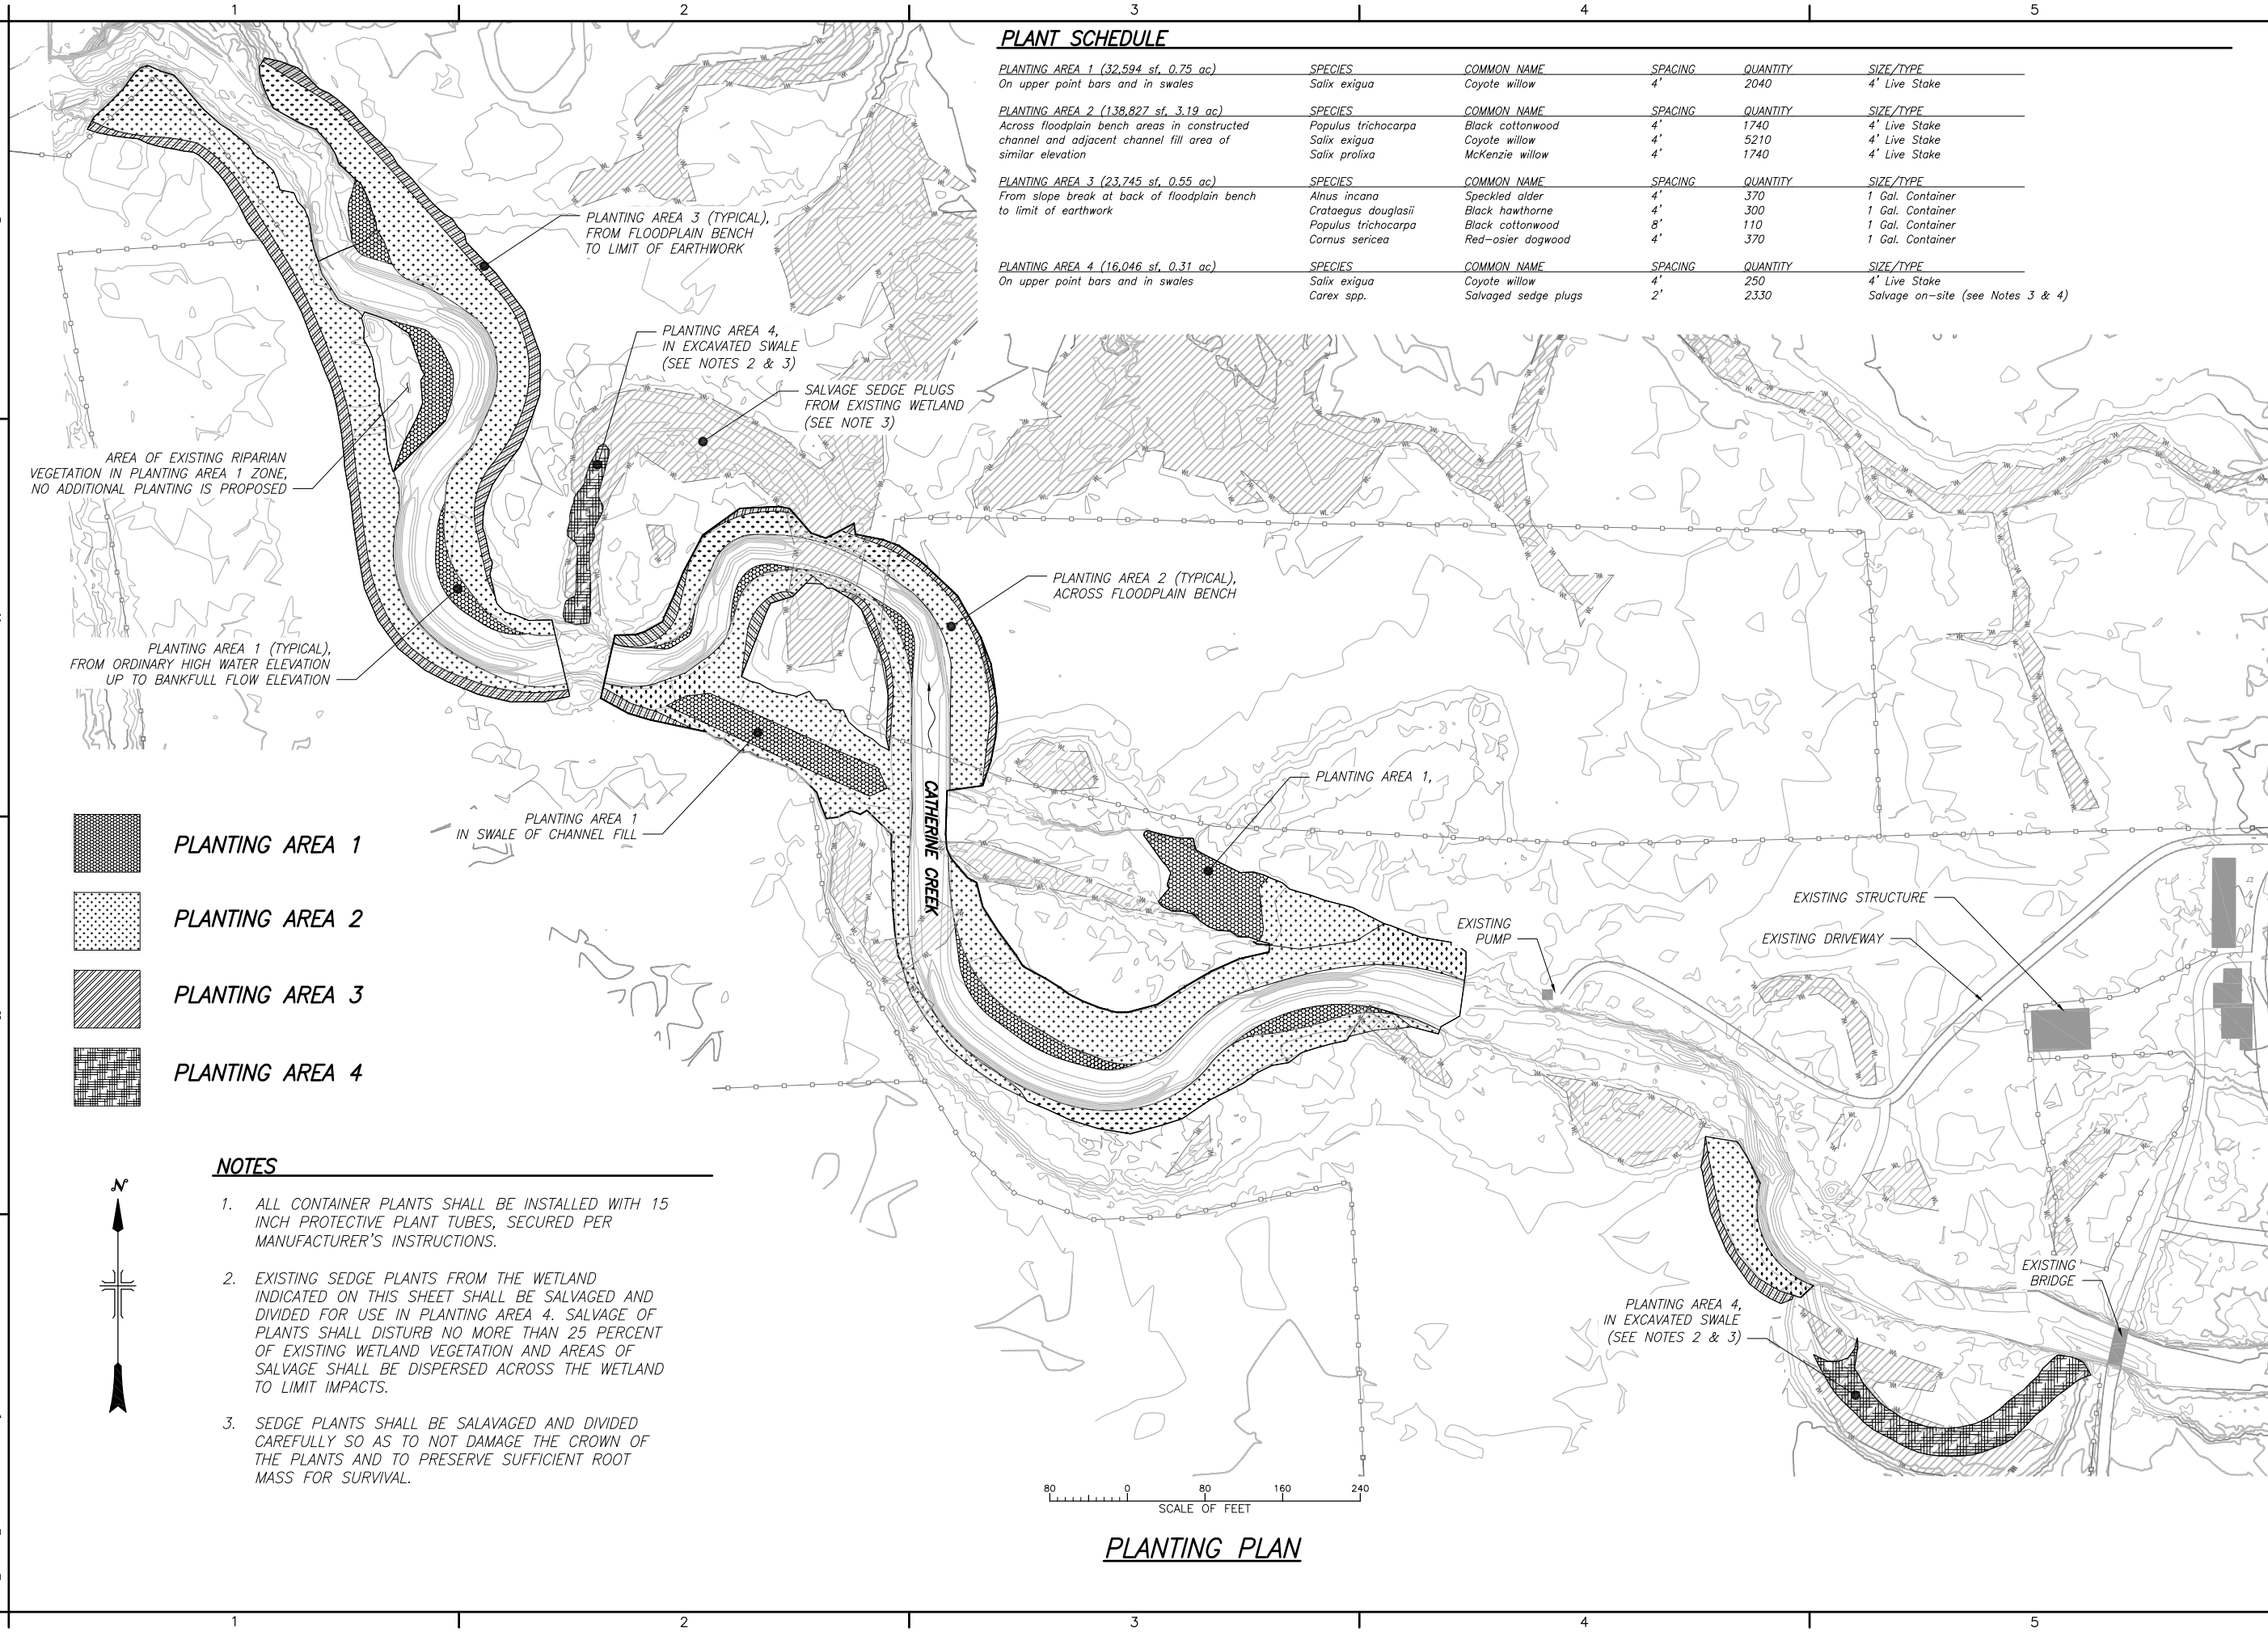 1 2 3 4 5
PLANT SCHEDULE
PLANTING AREA 1 (32,594 sf, 0.75 ac) SPECIES COMMON NAME SPACING QUANTITY SIZE/TYPE
On upper point bars and in swales Salix exigua Coyote willow 4' 2040 4' Live Stake
PLANTING AREA 2 (138,827 sf, 3.19 ac) SPECIES COMMON NAME SPACING QUANTITY SIZE/TYPE
Across floodplain bench areas in constructed Populus trichocarpa Black cottonwood 4' 1740 4' Live Stake
channel and adjacent channel fill area of Salix exigua Coyote willow 4' 5210 4' Live Stake
similar elevation Salix prolixa McKenzie willow 4' 1740 4' Live Stake
PLANTING AREA 3 (23,745 sf, 0.55 ac) SPECIES COMMON NAME SPACING QUANTITY SIZE/TYPE
From slope break at back of floodplain bench Alnus incana Speckled alder 4' 370 1 Gal. Container
to limit of earthwork Crataegus douglasii Black hawthorne 4' 300 1 Gal. Container
Populus trichocarpa Black cottonwood 8' 110 1 Gal. Container
Cornus sericea Red-osier dogwood 4' 370 1 Gal. Container
PLANTING AREA 4 (16,046 sf, 0.31 ac) SPECIES COMMON NAME SPACING QUANTITY SIZE/TYPE
On upper point bars and in swales Salix exigua Coyote willow 4' 250 4' Live Stake
Carex spp. Salvaged sedge plugs 2' 2330 Salvage on-site (see Notes 3 & 4)
PLANTING AREA 3 (TYPICAL),
FROM FLOODPLAIN BENCH
TO LIMIT OF EARTHWORK
PLANTING AREA 4,
IN EXCAVATED SWALE
(SEE NOTES 2 & 3)
SALVAGE SEDGE PLUGS
FROM EXISTING WETLAND
(SEE NOTE 3)
AREA OF EXISTING RIPARIAN
VEGETATION IN PLANTING AREA 1 ZONE,
NO ADDITIONAL PLANTING IS PROPOSED
PLANTING AREA 2 (TYPICAL),
ACROSS FLOODPLAIN BENCH
PLANTING AREA 1 (TYPICAL),
FROM ORDINARY HIGH WATER ELEVATION
UP TO BANKFULL FLOW ELEVATION
PLANTING AREA 1,
PLANTING AREA 1
IN SWALE OF CHANNEL FILL
CATHERINE CREEK
PLANTING AREA 1
PLANTING AREA 2
PLANTING AREA 3
PLANTING AREA 4
EXISTING STRUCTURE
EXISTING
PUMP
EXISTING DRIVEWAY
NOTES
N
1. ALL CONTAINER PLANTS SHALL BE INSTALLED WITH 15
INCH PROTECTIVE PLANT TUBES, SECURED PER
MANUFACTURER'S INSTRUCTIONS.
2. EXISTING SEDGE PLANTS FROM THE WETLAND
INDICATED ON THIS SHEET SHALL BE SALVAGED AND
DIVIDED FOR USE IN PLANTING AREA 4. SALVAGE OF
PLANTS SHALL DISTURB NO MORE THAN 25 PERCENT
OF EXISTING WETLAND VEGETATION AND AREAS OF
SALVAGE SHALL BE DISPERSED ACROSS THE WETLAND
TO LIMIT IMPACTS.
3. SEDGE PLANTS SHALL BE SALAVAGED AND DIVIDED
CAREFULLY SO AS TO NOT DAMAGE THE CROWN OF
THE PLANTS AND TO PRESERVE SUFFICIENT ROOT
MASS FOR SURVIVAL.
EXISTING
BRIDGE
PLANTING AREA 4,
IN EXCAVATED SWALE
(SEE NOTES 2 & 3)
80 0 80 160 240
SCALE OF FEET
PLANTING PLAN
1 2 3 4 5